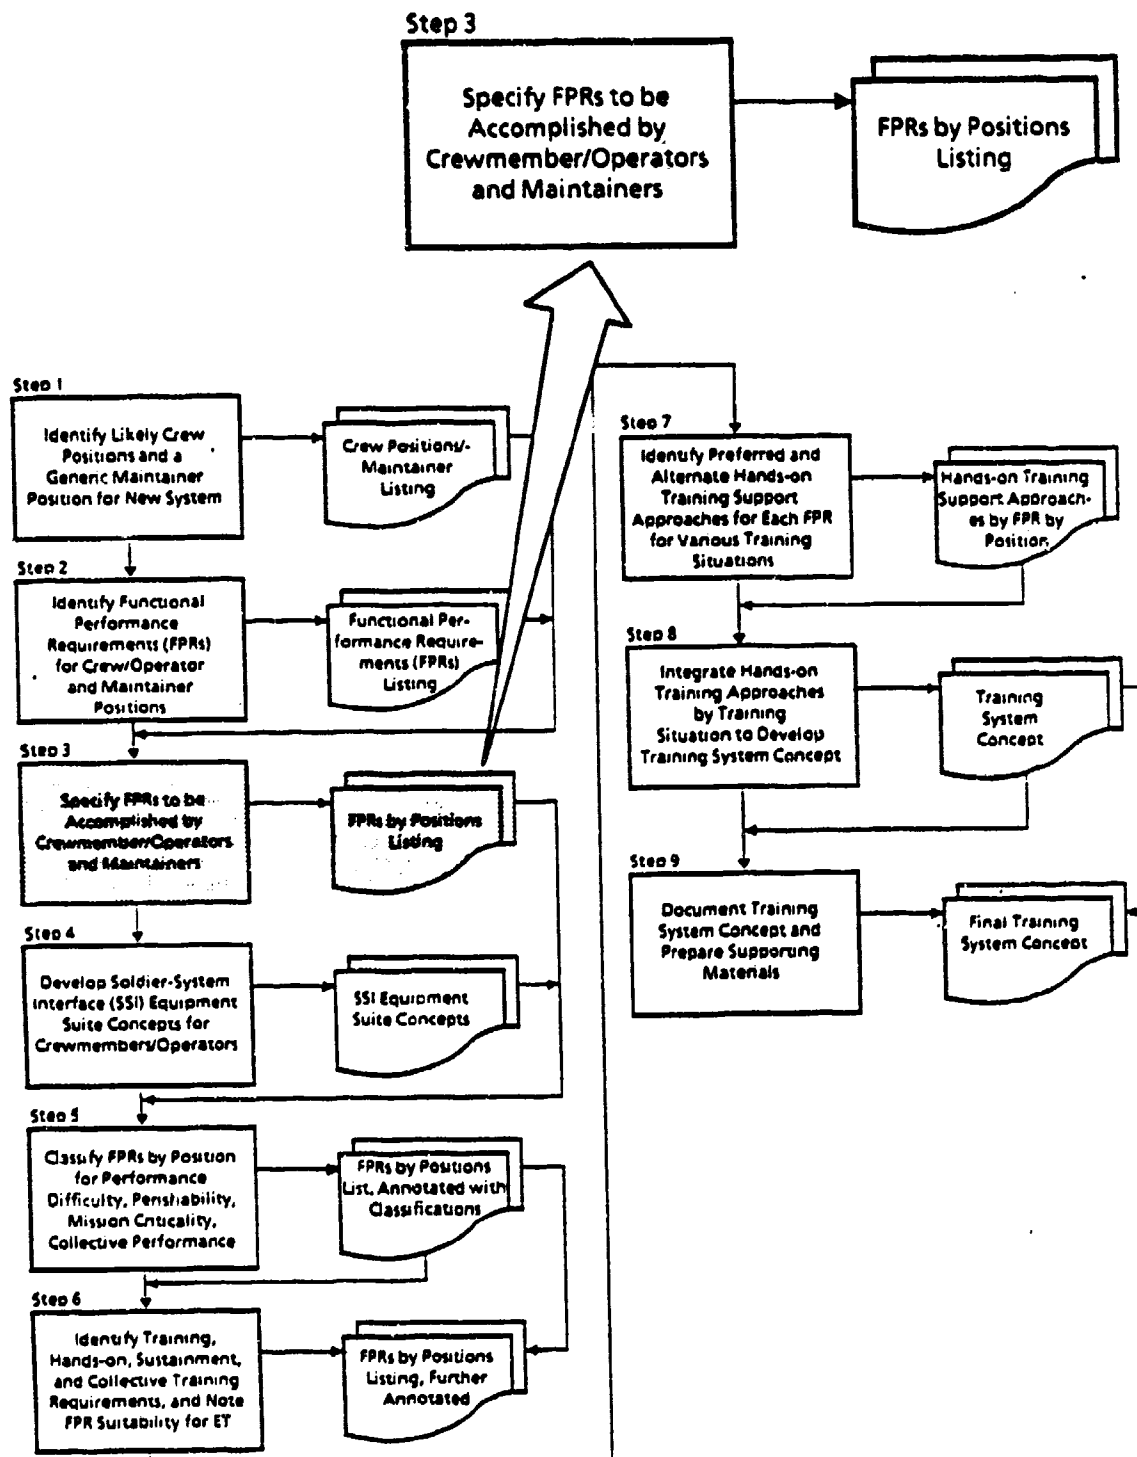 Step 3
Specify FPRs to be
Accomplished by
Crewmember/Operators
and Maintainers
FPRs by Positions
Listing
Step 1
Identify Likely Crew
Positions and a
Generic Maintainer
Position for New System
Crew Positions/-
Maintainer
Listing
Step 2
Identify Functional
Performance
Requirements (FPRs)
for Crew/Operator
and Maintainer
Positions
Functional Per-
formance Require-
ments (FPRs)
Listing
Step 3
Specify FPRs to be
Accomplished by
Crewmember/Operators
and Maintainers
FPRs by Positions
Listing
Step 4
Develop Soldier-System
Interface (SSI) Equipment
Suite Concepts for
Crewmembers/Operators
SSI Equipment
Suite Concepts
Step 5
Classify FPRs by Position
for Performance
Difficulty, Perishability,
Mission Criticality,
Collective Performance
FPRs by Positions
List, Annotated with
Classifications
Step 6
Identify Training,
Hands-on, Sustainment,
and Collective Training
Requirements, and Note
FPR Suitability for ET
FPRs by Positions
Listing, Further
Annotated
Step 7
Identify Preferred and
Alternate Hands-on
Training Support
Approaches for Each FPR
for Various Training
Situations
Hands-on Training
Support Approach-
es by FPR by
Position
Step 8
Integrate Hands-on
Training Approaches
by Training
Situation to Develop
Training System Concept
Training
System
Concept
Step 9
Document Training
System Concept and
Prepare Supporting
Materials
Final Training
System Concept